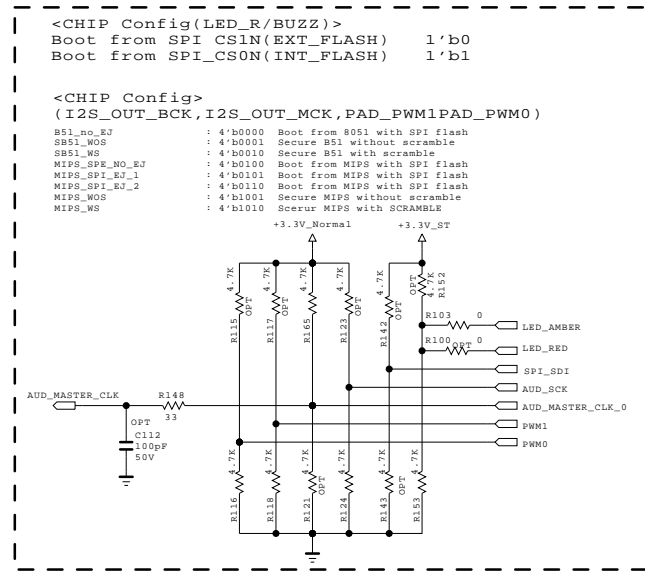 <CHIP Config(LED_R/BUZZ)>
Boot from SPI CS1N(EXT_FLASH) 1'b0
Boot from SPI_CS0N(INT_FLASH) 1'b1
<CHIP Config>
(I2S_OUT_BCK,I2S_OUT_MCK,PAD_PWM1PAD_PWM0)
B51_no_EJ : 4'b0000 Boot from 8051 with SPI flash
SB51_WOS : 4'b0001 Secure B51 without scramble
SB51_WS : 4'b0010 Secure B51 with scramble
MIPS_SPE_NO_EJ : 4'b0100 Boot from MIPS with SPI flash
MIPS_SPI_EJ_1 : 4'b0101 Boot from MIPS with SPI flash
MIPS_SPI_EJ_2 : 4'b0110 Boot from MIPS with SPI flash
MIPS_WOS : 4'b1001 Secure MIPS without scramble
MIPS_WS : 4'b1010 Scerur MIPS with SCRAMBLE
+3.3V_Normal +3.3V_ST
4.7K 4.7K 4.7K 4.7K 4.7K OPT 4.7K R152
R115 OPT R117 OPT R165 R123 OPT R142 OPT
R103 0 LED_AMBER
R100 OPT 0 LED_RED
SPI_SDI
AUD_SCK
AUD_MASTER_CLK R148 AUD_MASTER_CLK_0
33
OPT PWM1
C112 PWM0
100pF
50V
4.7K 4.7K 4.7K 4.7K 4.7K 4.7K
R116 R118 R121 OPT R124 R143 OPT R153